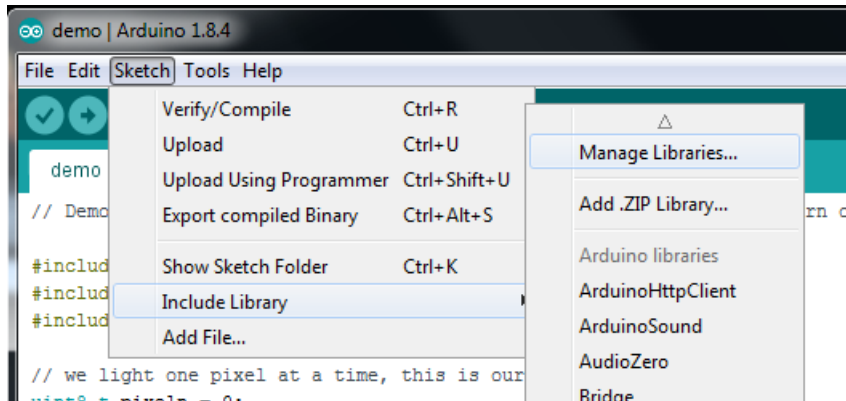 demo | Arduino 1.8.4
File Edit Sketch Tools Help
Verify/Compile Ctrl+R
Upload Ctrl+U
Upload Using Programmer Ctrl+Shift+U
Export compiled Binary Ctrl+Alt+S
Show Sketch Folder Ctrl+K
Include Library
Add File...
Manage Libraries...
Add .ZIP Library...
Arduino libraries
ArduinoHttpClient
ArduinoSound
AudioZero
Bridge
demo
// Demo
#includ
#includ
#includ
// we light one pixel at a time, this is our
uint8_t pixeln = 0;